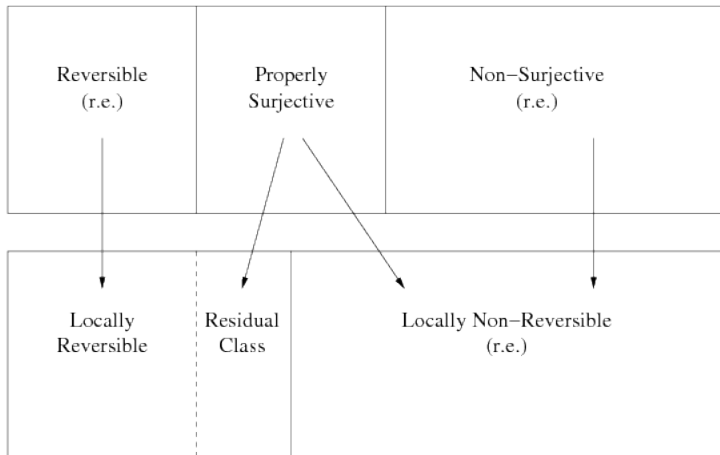 Reversible
(r.e.)
Properly
Surjective
Non−Surjective
(r.e.)
Locally
Reversible
Residual
Class
Locally Non−Reversible
(r.e.)